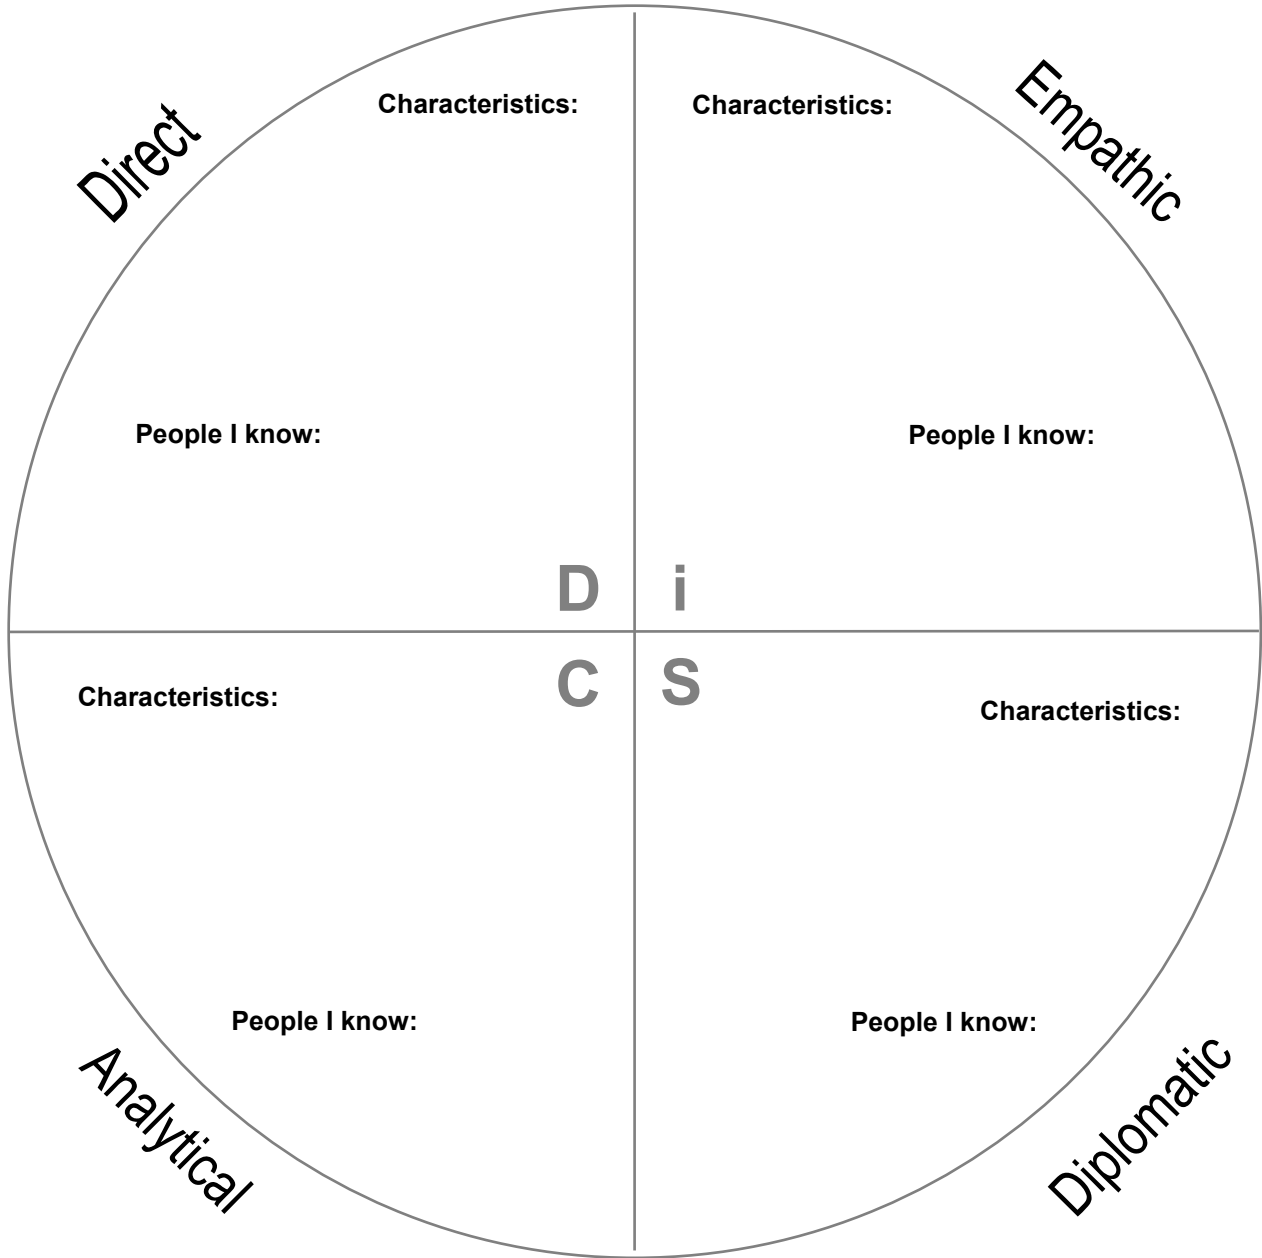 Direct
Characteristics:
People I know:
D
Empathic
Characteristics:
People I know:
i
C
Characteristics:
People I know:
Analytical
S
Characteristics:
People I know:
Diplomatic